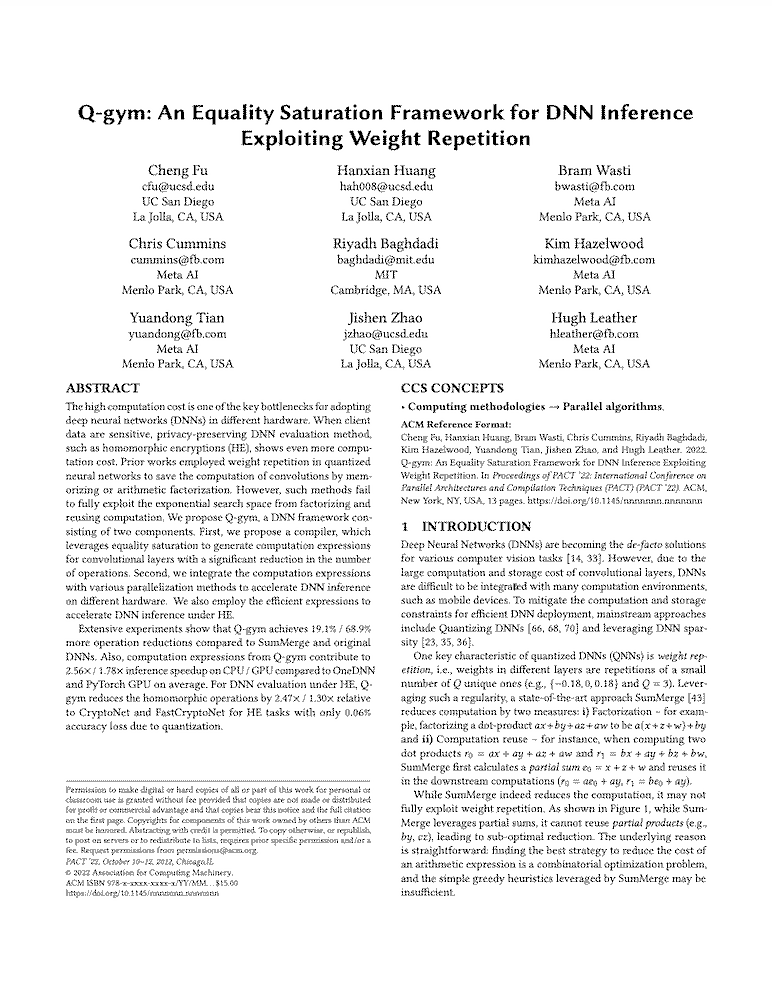 Q-gym: An Equality Saturation Framework for DNN Inference
Exploiting Weight Repetition
Cheng Fu
cfu@ucsd.edu
UC San Diego
La Jolla, CA, USA
Hanxian Huang
hah008@ucsd.edu
UC San Diego
La Jolla, CA, USA
Bram Wasti
bwasti@fb.com
Meta AI
Menlo Park, CA, USA
Chris Cummins
cummins@fb.com
Meta AI
Menlo Park, CA, USA
Riyadh Baghdadi
baghdadi@mit.edu
MIT
Cambridge, MA, USA
Kim Hazelwood
kimhazelwood@fb.com
Meta AI
Menlo Park, CA, USA
Yuandong Tian
yuandong@fb.com
Meta AI
Menlo Park, CA, USA
Jishen Zhao
jzhao@ucsd.edu
UC San Diego
La Jolla, CA, USA
Hugh Leather
hleather@fb.com
Meta AI
Menlo Park, CA, USA
ABSTRACT
The high computation cost is one of the key bottlenecks for adopting
deep neural networks (DNNs) in different hardware. When client
data are sensitive, privacy-preserving DNN evaluation method,
such as homomorphic encryptions (HE), shows even more compu-
tation cost. Prior works employed weight repetition in quantized
neural networks to save the computation of convolutions by mem-
orizing or arithmetic factorization. However, such methods fail
to fully exploit the exponential search space from factorizing and
reusing computation. We propose Q-gym, a DNN framework con-
sisting of two components. First, we propose a compiler, which
leverages equality saturation to generate computation expressions
for convolutional layers with a significant reduction in the number
of operations. Second, we integrate the computation expressions
with various parallelization methods to accelerate DNN inference
on different hardware. We also employ the efficient expressions to
accelerate DNN inference under HE.
Extensive experiments show that Q-gym achieves 19.1% / 68.9%
more operation reductions compared to SumMerge and original
DNNs. Also, computation expressions from Q-gym contribute to
2.56× / 1.78× inference speedup on CPU / GPU compared to OneDNN
and PyTorch GPU on average. For DNN evaluation under HE, Q-
gym reduces the homomorphic operations by 2.47× / 1.30× relative
to CryptoNet and FastCryptoNet for HE tasks with only 0.06%
accuracy loss due to quantization.
Permission to make digital or hard copies of all or part of this work for personal or
classroom use is granted without fee provided that copies are not made or distributed
for profit or commercial advantage and that copies bear this notice and the full citation
on the first page. Copyrights for components of this work owned by others than ACM
must be honored. Abstracting with credit is permitted. To copy otherwise, or republish,
to post on servers or to redistribute to lists, requires prior specific permission and/or a
fee. Request permissions from permissions@acm.org.
PACT '22, October 10–12, 2012, Chicago,IL
© 2022 Association for Computing Machinery.
ACM ISBN 978-x-xxxx-xxxx-x/YY/MM. . . $15.00
https://doi.org/10.1145/nnnnnnn.nnnnnnn
CCS CONCEPTS
• Computing methodologies → Parallel algorithms.
ACM Reference Format:
Cheng Fu, Hanxian Huang, Bram Wasti, Chris Cummins, Riyadh Baghdadi,
Kim Hazelwood, Yuandong Tian, Jishen Zhao, and Hugh Leather. 2022.
Q-gym: An Equality Saturation Framework for DNN Inference Exploiting
Weight Repetition. In Proceedings of PACT '22: International Conference on
Parallel Architectures and Compilation Techniques (PACT) (PACT '22). ACM,
New York, NY, USA, 13 pages. https://doi.org/10.1145/nnnnnnn.nnnnnnn
1 INTRODUCTION
Deep Neural Networks (DNNs) are becoming the de-facto solutions
for various computer vision tasks [14, 33]. However, due to the
large computation and storage cost of convolutional layers, DNNs
are difficult to be integrated with many computation environments,
such as mobile devices. To mitigate the computation and storage
constraints for efficient DNN deployment, mainstream approaches
include Quantizing DNNs [66, 68, 70] and leveraging DNN spar-
sity [23, 35, 36].
One key characteristic of quantized DNNs (QNNs) is weight rep-
etition, i.e., weights in different layers are repetitions of a small
number of Q unique ones (e.g., {−0.18, 0, 0.18} and Q = 3). Lever-
aging such a regularity, a state-of-the-art approach SumMerge [43]
reduces computation by two measures: i) Factorization – for exam-
ple, factorizing a dot-product ax+by+az+aw to be a(x+z+w)+by
and ii) Computation reuse – for instance, when computing two
dot products r0 = ax + ay + az + aw and r1 = bx + ay + bz + bw,
SumMerge first calculates a partial sum e0 = x + z + w and reuses it
in the downstream computations (r0 = ae0 + ay, r1 = be0 + ay).
While SumMerge indeed reduces the computation, it may not
fully exploit weight repetition. As shown in Figure 1, while Sum-
Merge leverages partial sums, it cannot reuse partial products (e.g.,
by, cz), leading to sub-optimal reduction. The underlying reason
is straightforward: finding the best strategy to reduce the cost of
an arithmetic expression is a combinatorial optimization problem,
and the simple greedy heuristics leveraged by SumMerge may be
insufficient.